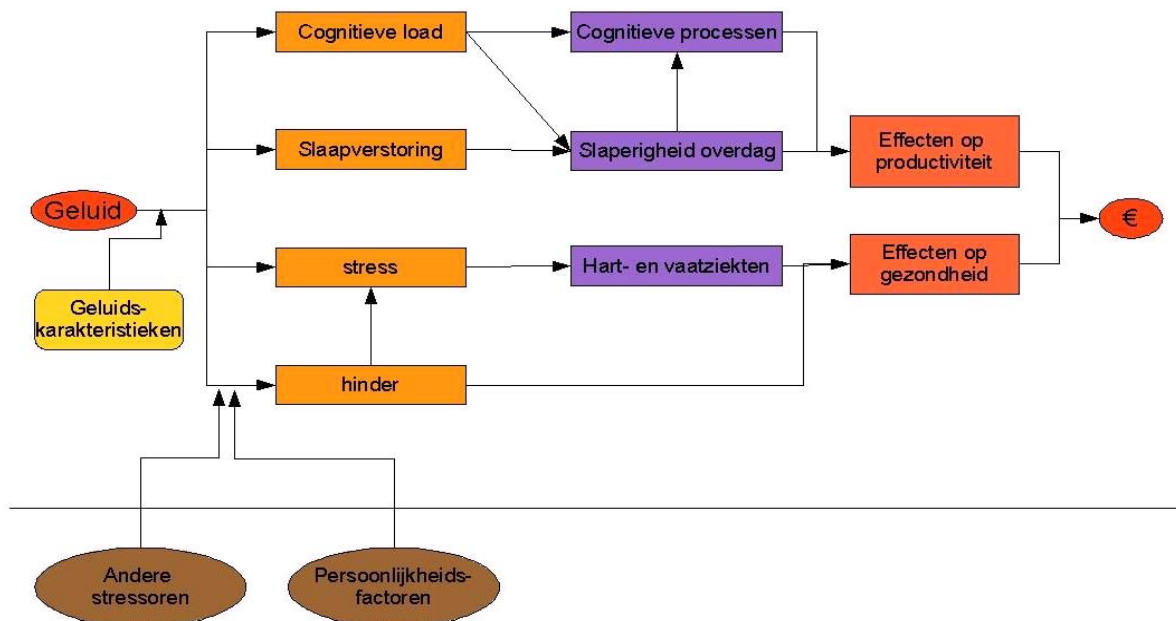 Cognitieve load
Cognitieve processen
Slaapverstoring
Slaperigheid overdag
Effecten op
productiviteit
Geluid
€
Geluids-
karakteristieken
stress
Hart- en vaatziekten
Effecten op
gezondheid
hinder
Andere
stressoren
Persoonlijkheids-
factoren